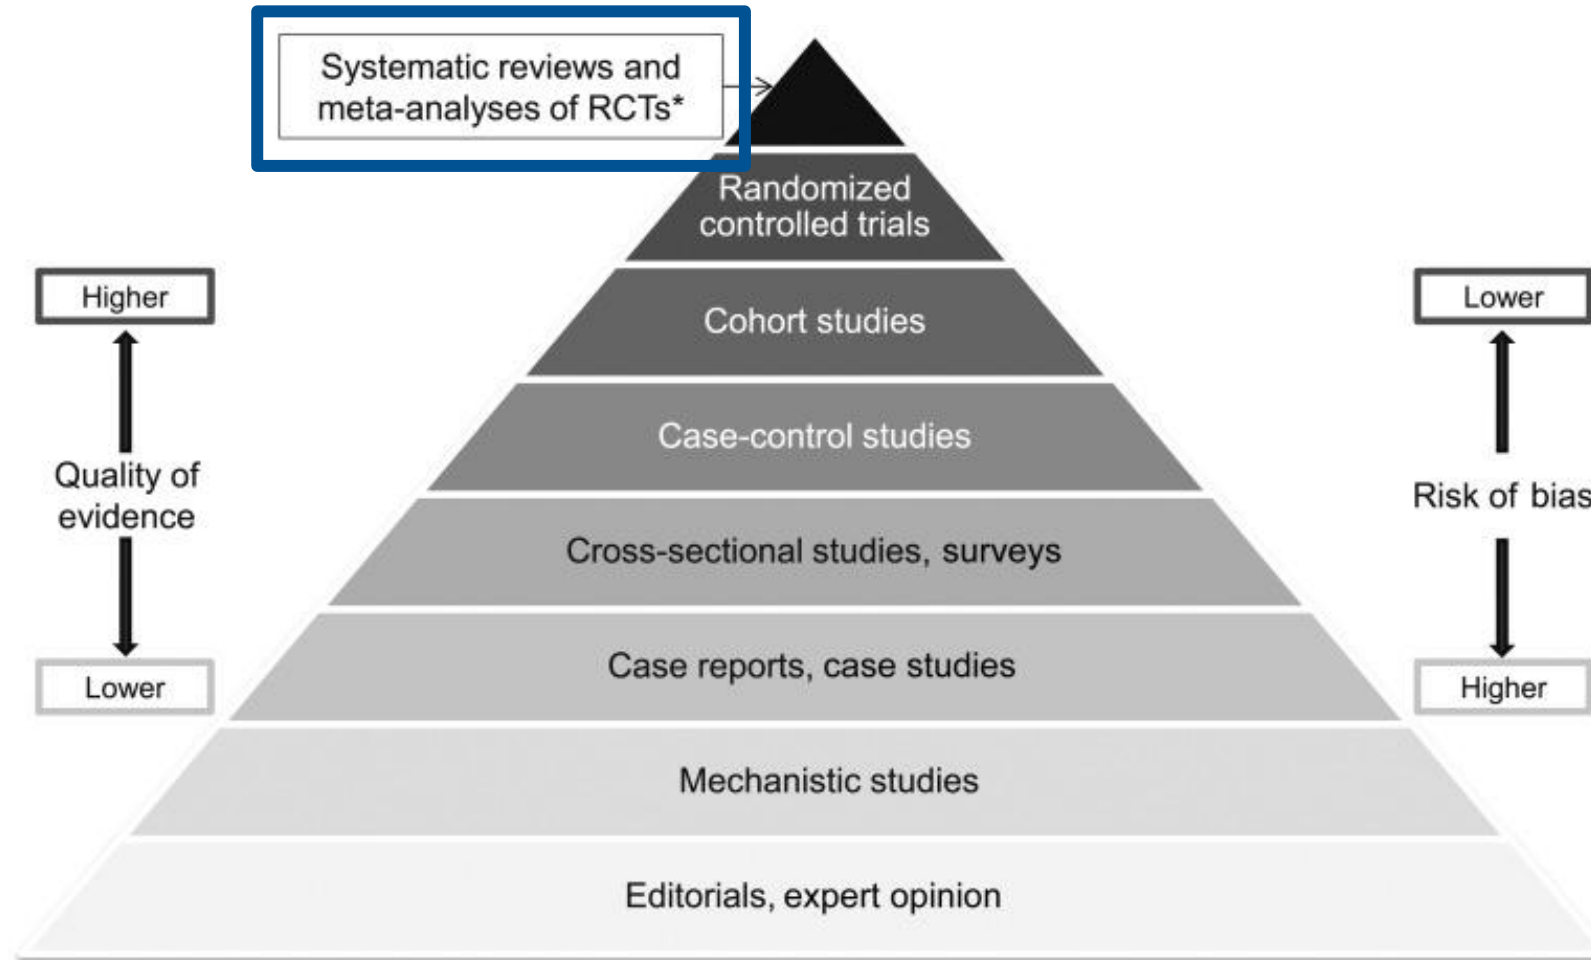 Systematic reviews and
meta-analyses of RCTs*
Randomized
controlled trials
Higher
Lower
Cohort studies
Case-control studies
Quality of
evidence
Risk of bias
Cross-sectional studies, surveys
Case reports, case studies
Lower
Higher
Mechanistic studies
Editorials, expert opinion